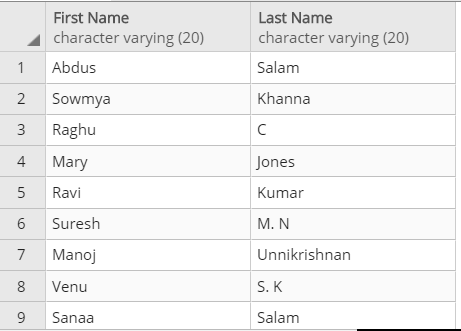 First Name Last Name
character varying (20) character varying (20)
1 Abdus Salam
2 Sowmya Khanna
3 Raghu C
4 Mary Jones
5 Ravi Kumar
6 Suresh M. N
7 Manoj Unnikrishnan
8 Venu S. K
9 Sanaa Salam